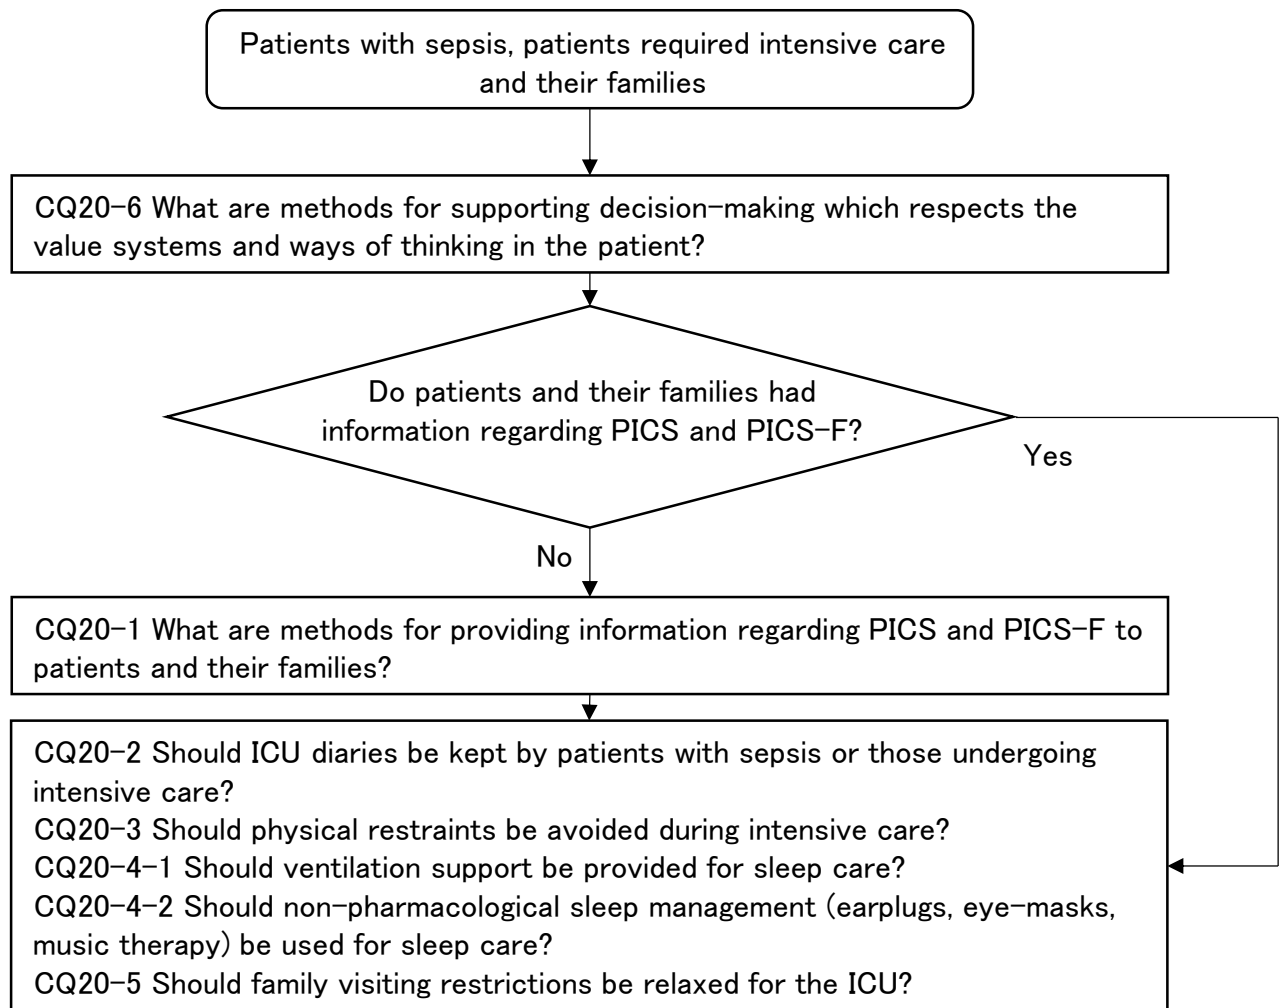 Patients with sepsis, patients required intensive care
and their families
CQ20-6 What are methods for supporting decision-making which respects the
value systems and ways of thinking in the patient?
Do patients and their families had
information regarding PICS and PICS-F?
Yes
No
CQ20-1 What are methods for providing information regarding PICS and PICS-F to
patients and their families?
CQ20-2 Should ICU diaries be kept by patients with sepsis or those undergoing
intensive care?
CQ20-3 Should physical restraints be avoided during intensive care?
CQ20-4-1 Should ventilation support be provided for sleep care?
CQ20-4-2 Should non-pharmacological sleep management (earplugs, eye-masks,
music therapy) be used for sleep care?
CQ20-5 Should family visiting restrictions be relaxed for the ICU?